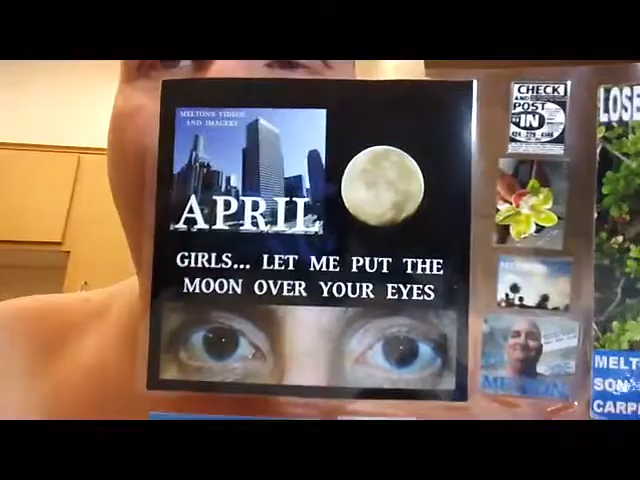 MELTON'S VIDEOS
AND IMAGERY
APRIL
GIRLS... LET ME PUT THE
MOON OVER YOUR EYES
CHECK
AND
POST
"IN
LOSE
MELT
SON
CARP